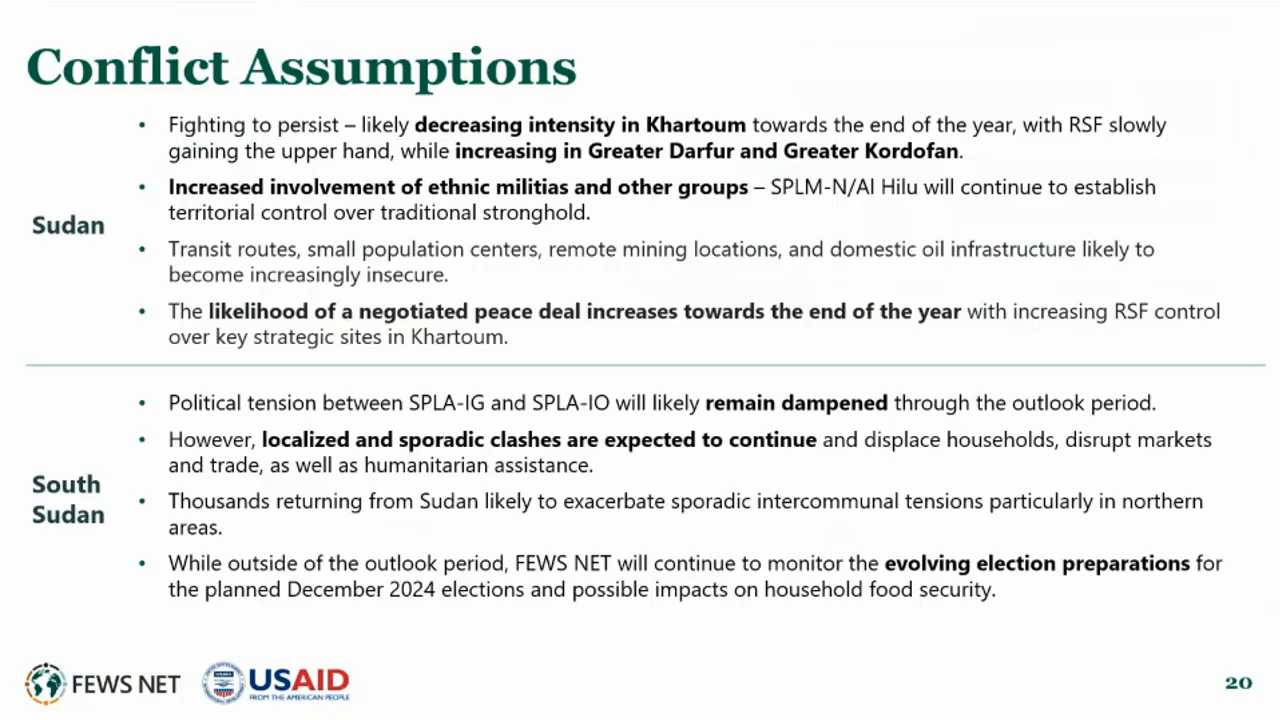 Conflict Assumptions
Sudan
• Fighting to persist – likely decreasing intensity in Khartoum towards the end of the year, with RSF slowly
gaining the upper hand, while increasing in Greater Darfur and Greater Kordofan.
• Increased involvement of ethnic militias and other groups – SPLM-N/Al Hilu will continue to establish
territorial control over traditional stronghold.
• Transit routes, small population centers, remote mining locations, and domestic oil infrastructure likely to
become increasingly insecure.
• The likelihood of a negotiated peace deal increases towards the end of the year with increasing RSF control
over key strategic sites in Khartoum.
South
Sudan
• Political tension between SPLA-IG and SPLA-IO will likely remain dampened through the outlook period.
• However, localized and sporadic clashes are expected to continue and displace households, disrupt markets
and trade, as well as humanitarian assistance.
• Thousands returning from Sudan likely to exacerbate sporadic intercommunal tensions particularly in northern
areas.
• While outside of the outlook period, FEWS NET will continue to monitor the evolving election preparations for
the planned December 2024 elections and possible impacts on household food security.
FEWS NET
USAID
FROM THE AMERICAN PEOPLE
20